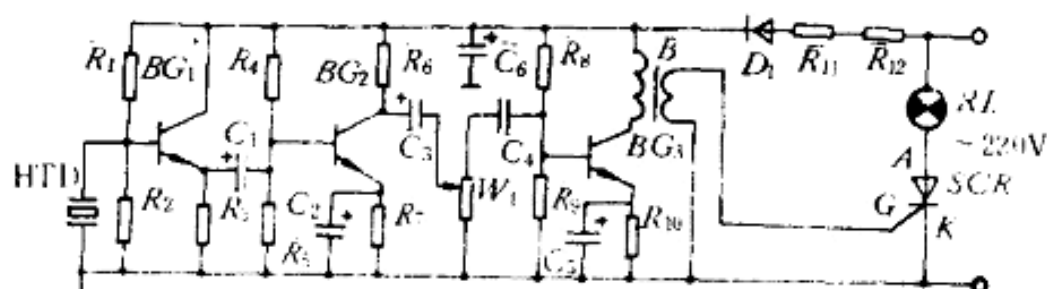 R₁
BG₁
R₄
BG₂
R₆
C₆
R₈
B
D₁
R₁₁
R₁₂
RL
~220V
C₁
C₃
C₄
BG₃
A
SCR
HTD
R₂
R₃
C₂
R₇
W₁
R₉
R₁₀
G
K
R₅